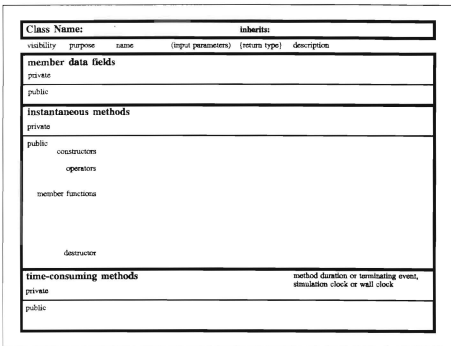 Class Name: inherits:
visibility purpose name (input parameters) {return type} description
member data fields
private
public
instantaneous methods
private
public
constructors
operators
member functions
destructor
time-consuming methods method duration or terminating event,
private simulation clock or wall clock
public